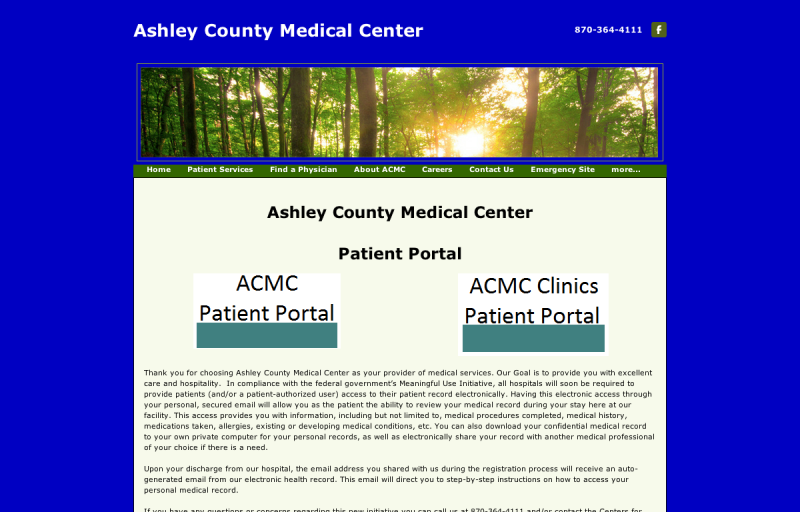 Ashley County Medical Center
870-364-4111
f
Home Patient Services Find a Physician About ACMC Careers Contact Us Emergency Site more...
Ashley County Medical Center
Patient Portal
ACMC
Patient Portal
ACMC Clinics
Patient Portal
Thank you for choosing Ashley County Medical Center as your provider of medical services. Our Goal is to provide you with excellent
care and hospitality.  In compliance with the federal government's Meaningful Use Initiative, all hospitals will soon be required to
provide patients (and/or a patient-authorized user) access to their patient record electronically. Having this electronic access through
your personal, secured email will allow you as the patient the ability to review your medical record during your stay here at our
facility. This access provides you with information, including but not limited to, medical procedures completed, medical history,
medications taken, allergies, existing or developing medical conditions, etc. You can also download your confidential medical record
to your own private computer for your personal records, as well as electronically share your record with another medical professional
of your choice if there is a need.
Upon your discharge from our hospital, the email address you shared with us during the registration process will receive an auto-
generated email from our electronic health record. This email will direct you to step-by-step instructions on how to access your
personal medical record.
If you have any questions or concerns regarding this new initiative you can call us at 870-364-4111 and/or contact the Centers for